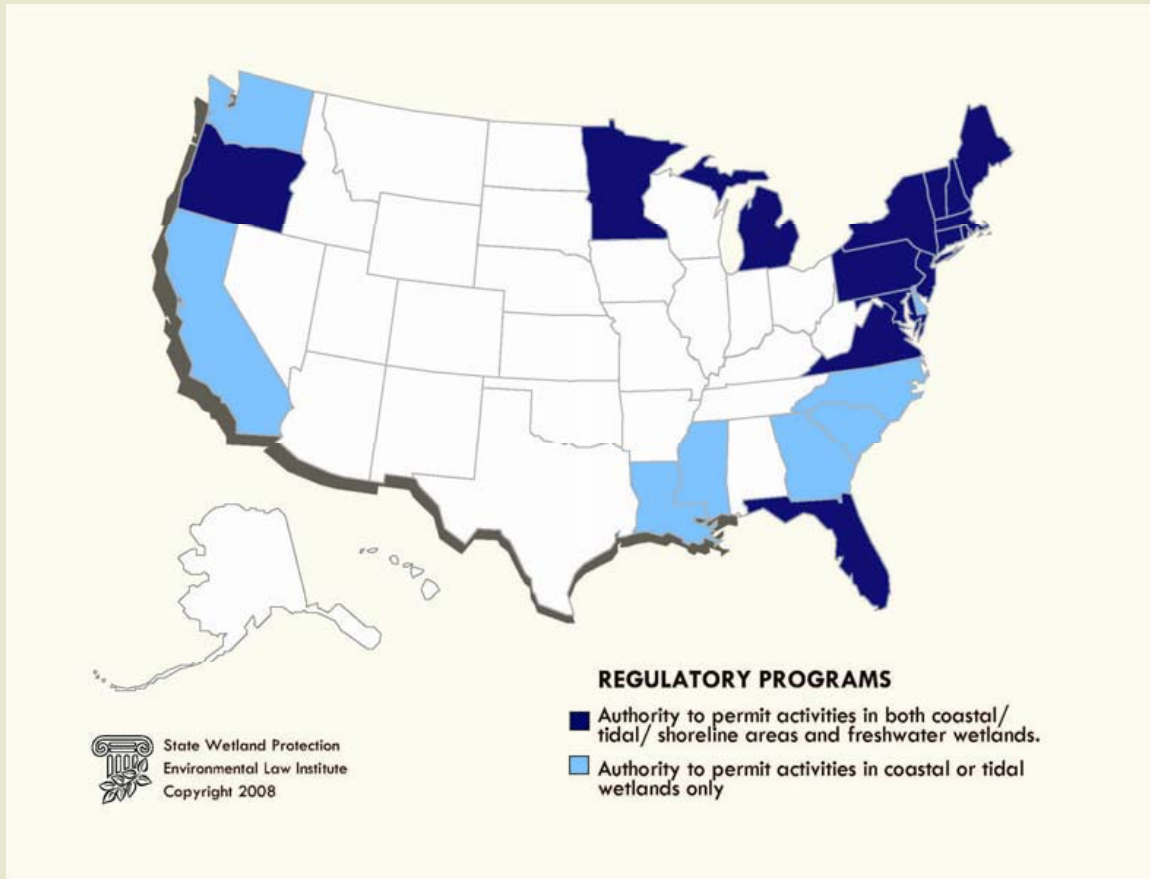 REGULATORY PROGRAMS
Authority to permit activities in both coastal/
tidal/ shoreline areas and freshwater wetlands.
Authority to permit activities in coastal or tidal
wetlands only
State Wetland Protection
Environmental Law Institute
Copyright 2008